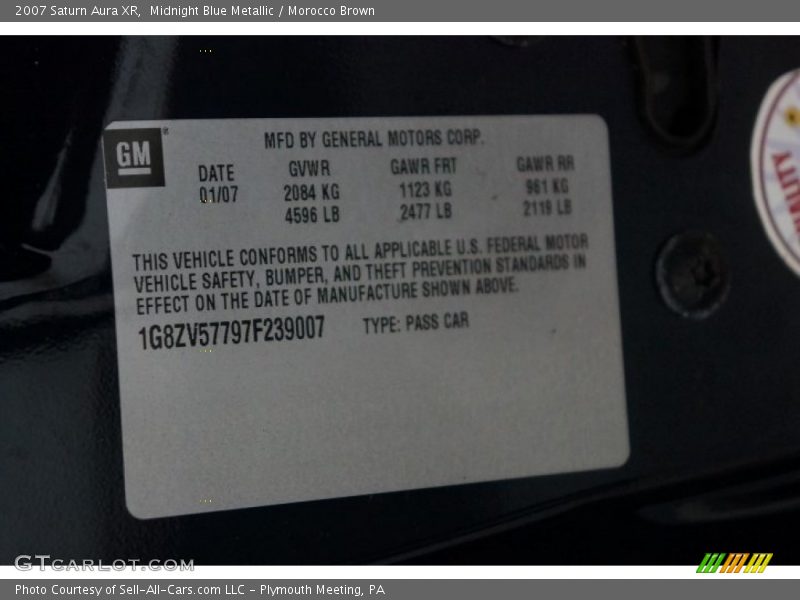 2007 Saturn Aura XR,  Midnight Blue Metallic / Morocco Brown
GM
MFD BY GENERAL MOTORS CORP.
DATE GVWR GAWR FRT GAWR RR
01/07 2084 KG 1123 KG 961 KG
4596 LB 2477 LB 2119 LB
THIS VEHICLE CONFORMS TO ALL APPLICABLE U.S. FEDERAL MOTOR
VEHICLE SAFETY, BUMPER, AND THEFT PREVENTION STANDARDS IN
EFFECT ON THE DATE OF MANUFACTURE SHOWN ABOVE.
1G8ZV57797F239007 TYPE: PASS CAR
GTcarlot.com
Photo Courtesy of Sell-All-Cars.com LLC - Plymouth Meeting, PA